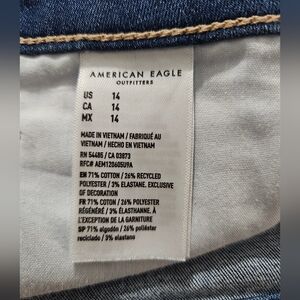 AMERICAN EAGLE
OUTFITTERS
US 14
CA 14
MX 14
MADE IN VIETNAM / FABRIQUÉ AU
VIETNAM / HECHO EN VIETNAM
RN 54485 / CA 03873
RFC# AEM120605U9A
EN 71% COTTON / 26% RECYCLED
POLYESTER / 3% ELASTANE. EXCLUSIVE
OF DECORATION
FR 71% COTON / 26% POLYESTER
RÉGÉNÉRÉ / 3% ÉLASTHANNE. À
L'EXCEPTION DE LA GARNITURE
SP 71% algodón / 26% poliéster
reciclado / 3% elastano